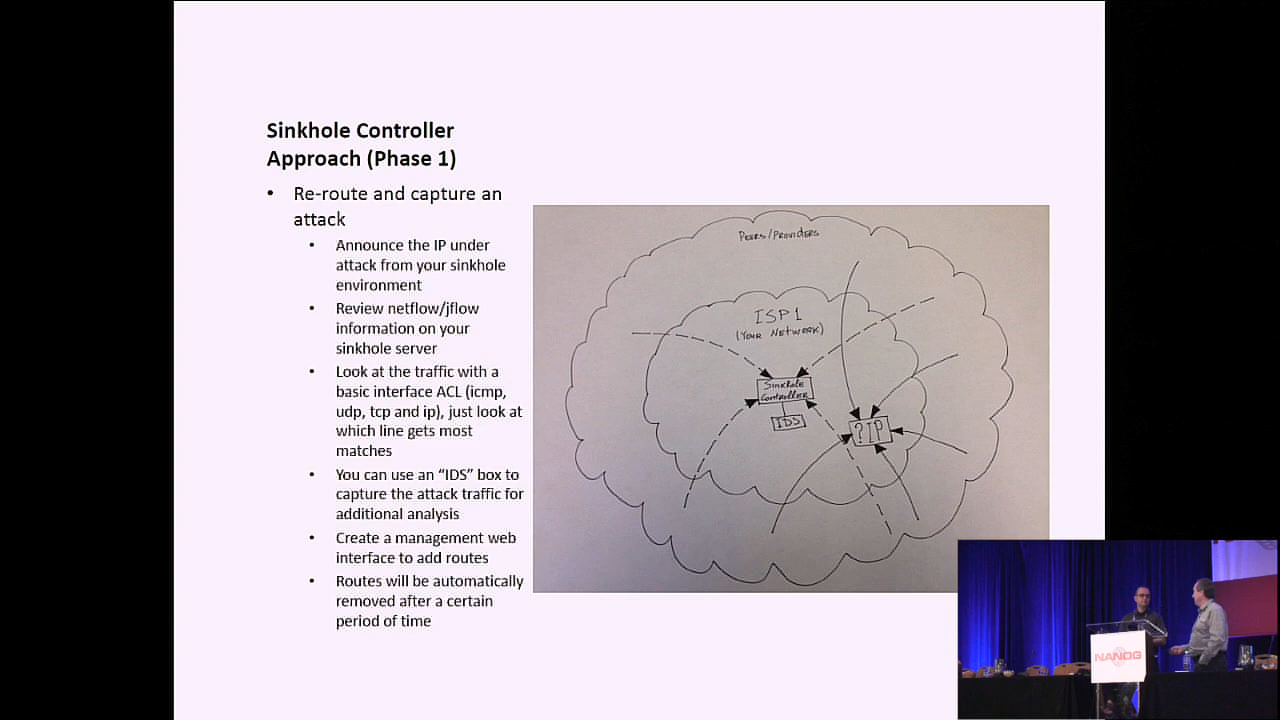 Sinkhole Controller
Approach (Phase 1)
• Re-route and capture an
attack
• Announce the IP under
attack from your sinkhole
environment
• Review netflow/jflow
information on your
sinkhole server
• Look at the traffic with a
basic interface ACL (icmp,
udp, tcp and ip), just look at
which line gets most
matches
• You can use an “IDS” box to
capture the attack traffic for
additional analysis
• Create a management web
interface to add routes
• Routes will be automatically
removed after a certain
period of time
Peers/Providers
ISP1
(Your Network)
Sinkhole
Controller
IDS
?IP
NANOG